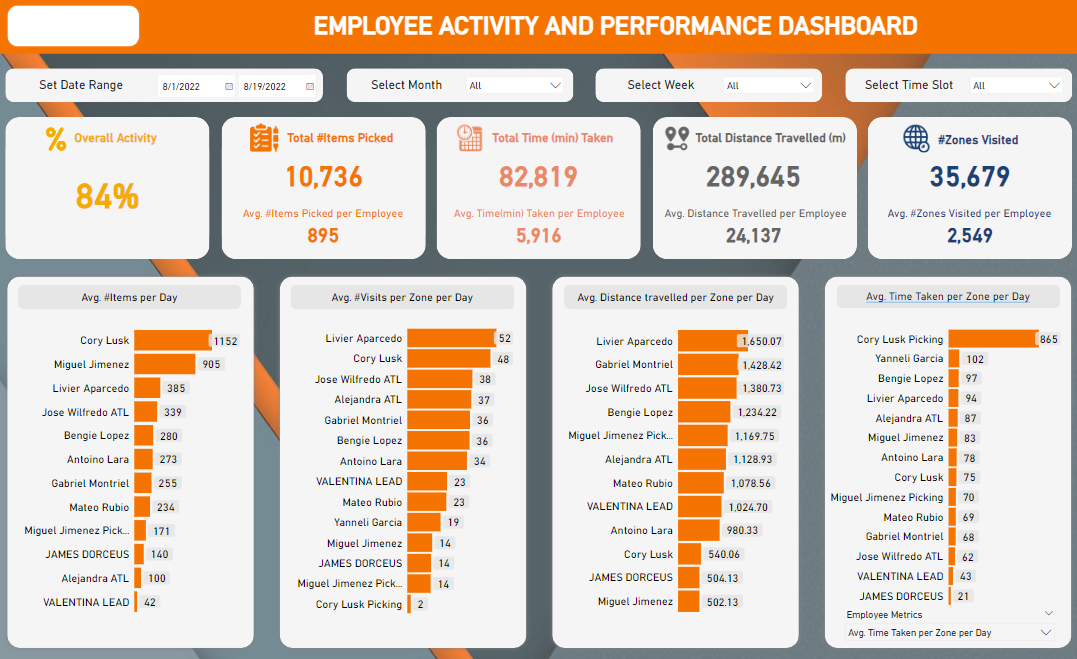 EMPLOYEE ACTIVITY AND PERFORMANCE DASHBOARD
Set Date Range 8/1/2022 8/19/2022
Select Month All
Select Week All
Select Time Slot All
Overall Activity
84%
Total #Items Picked
10,736
Avg. #Items Picked per Employee
895
Total Time (min) Taken
82,819
Avg. Time(min) Taken per Employee
5,916
Total Distance Travelled (m)
289,645
Avg. Distance Travelled per Employee
24,137
#Zones Visited
35,679
Avg. #Zones Visited per Employee
2,549
Avg. #Items per Day
Cory Lusk 1152
Miguel Jimenez 905
Livier Aparcedo 385
Jose Wilfredo ATL 339
Bengie Lopez 280
Antoino Lara 273
Gabriel Montriel 255
Mateo Rubio 234
Miguel Jimenez Pick... 171
JAMES DORCEUS 140
Alejandra ATL 100
VALENTINA LEAD 42
Avg. #Visits per Zone per Day
Livier Aparcedo 52
Cory Lusk 48
Jose Wilfredo ATL 38
Alejandra ATL 37
Gabriel Montriel 36
Bengie Lopez 36
Antoino Lara 34
VALENTINA LEAD 23
Mateo Rubio 23
Yanneli Garcia 19
Miguel Jimenez 14
JAMES DORCEUS 14
Miguel Jimenez Pick... 14
Cory Lusk Picking 2
Avg. Distance travelled per Zone per Day
Livier Aparcedo 1,650.07
Gabriel Montriel 1,428.42
Jose Wilfredo ATL 1,380.73
Bengie Lopez 1,234.22
Miguel Jimenez Pick... 1,169.75
Alejandra ATL 1,128.93
Mateo Rubio 1,078.56
VALENTINA LEAD 1,024.70
Antoino Lara 980.33
Cory Lusk 540.06
JAMES DORCEUS 504.13
Miguel Jimenez 502.13
Avg. Time Taken per Zone per Day
Cory Lusk Picking 865
Yanneli Garcia 102
Bengie Lopez 97
Livier Aparcedo 94
Alejandra ATL 87
Miguel Jimenez 83
Antoino Lara 78
Cory Lusk 75
Miguel Jimenez Picking 70
Mateo Rubio 69
Gabriel Montriel 68
Jose Wilfredo ATL 62
VALENTINA LEAD 43
JAMES DORCEUS 21
Employee Metrics
Avg. Time Taken per Zone per Day